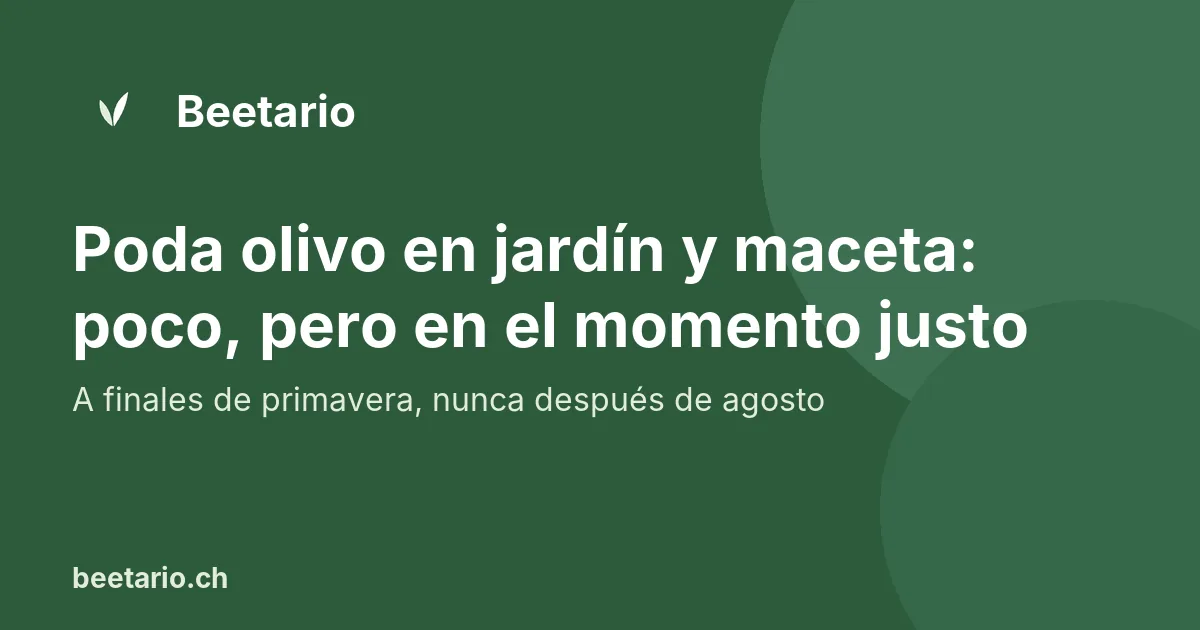 Beetario
Poda olivo en jardín y maceta:
poco, pero en el momento justo
A finales de primavera, nunca después de agosto
beetario.ch